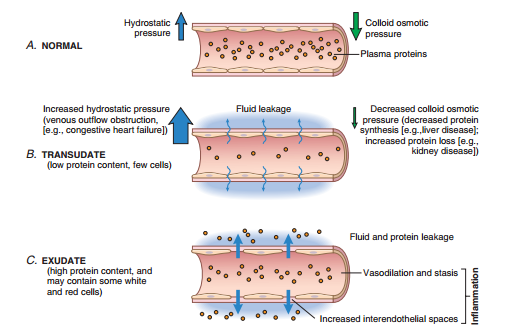 Hydrostatic
pressure
Colloid osmotic
pressure
A. NORMAL
Plasma proteins
Increased hydrostatic pressure
(venous outflow obstruction,
[e.g., congestive heart failure])
Fluid leakage
Decreased colloid osmotic
pressure (decreased protein
synthesis [e.g.,liver disease];
increased protein loss [e.g.,
kidney disease])
B. TRANSUDATE
(low protein content, few cells)
Fluid and protein leakage
C. EXUDATE
(high protein content, and
may contain some white
and red cells)
Vasodilation and stasis
Inflammation
Increased interendothelial spaces